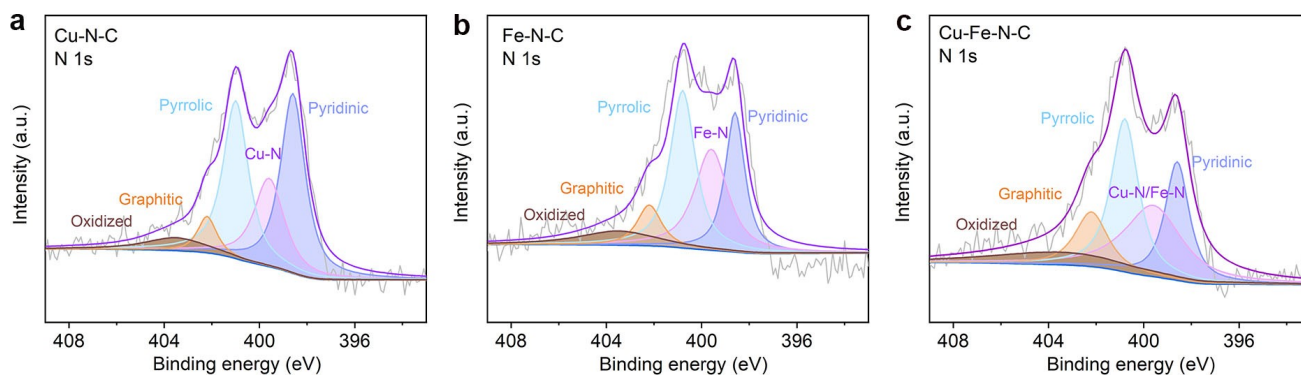 a
Cu-N-C
N 1s
Pyrrolic
Pyridinic
Cu-N
Graphitic
Oxidized
Intensity (a.u.)
408
404
400
396
Binding energy (eV)
b
Fe-N-C
N 1s
Pyrrolic
Pyridinic
Fe-N
Graphitic
Oxidized
Intensity (a.u.)
408
404
400
396
Binding energy (eV)
c
Cu-Fe-N-C
N 1s
Pyrrolic
Pyridinic
Cu-N/Fe-N
Graphitic
Oxidized
Intensity (a.u.)
408
404
400
396
Binding energy (eV)